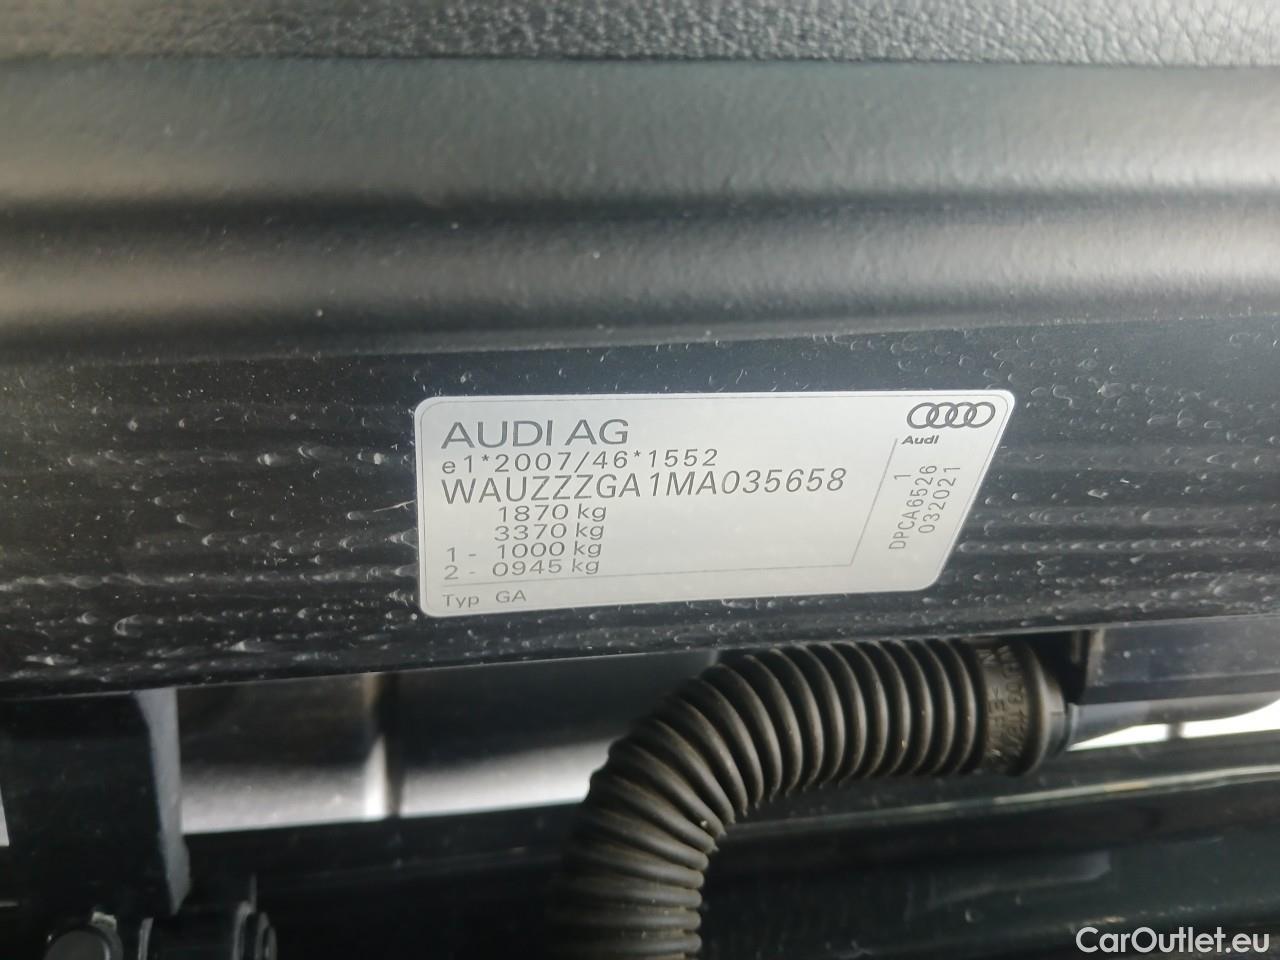 AUDI AG
Audi
e1*2007/46*1552
WAUZZZGA1MA035658
1870 kg
3370 kg
1 - 1000 kg
2 - 0945 kg
Typ GA
1
DPCA6526
032021
CarOutlet.eu